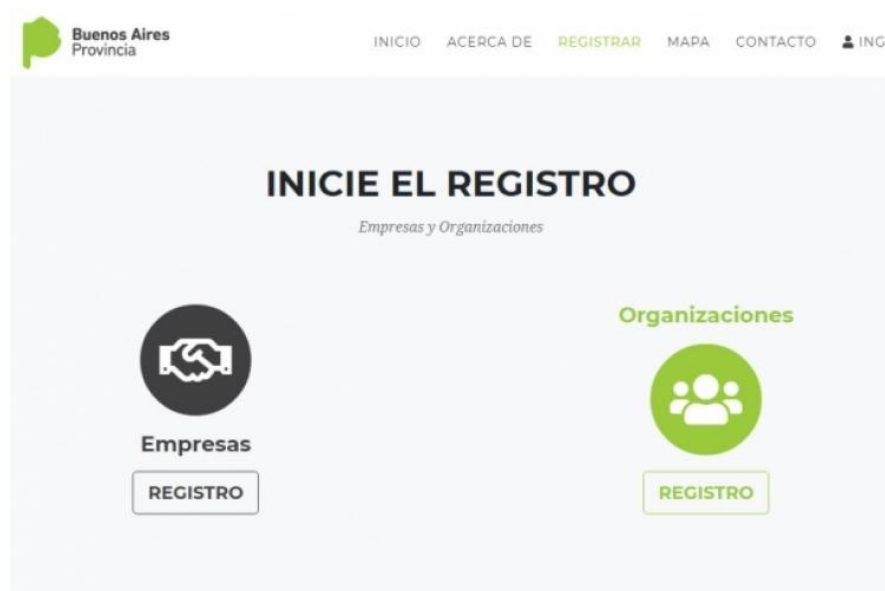 Buenos Aires
Provincia
INICIO ACERCA DE REGISTRAR MAPA CONTACTO
INICIE EL REGISTRO
Empresas y Organizaciones
Organizaciones
Empresas
REGISTRO REGISTRO